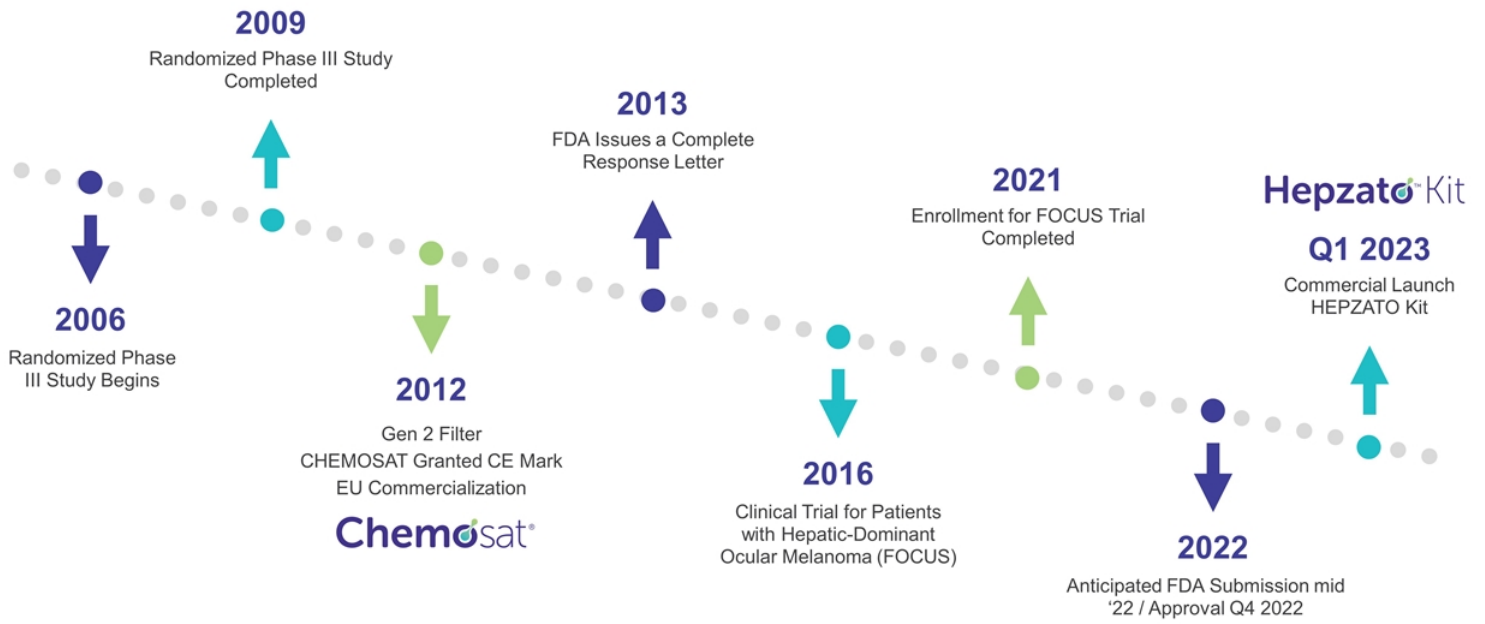 2009
Randomized Phase III Study
Completed
2006
Randomized Phase
III Study Begins
2012
Gen 2 Filter
CHEMOSAT Granted CE Mark
EU Commercialization
Chemosat®
2013
FDA Issues a Complete
Response Letter
2016
Clinical Trial for Patients
with Hepatic-Dominant
Ocular Melanoma (FOCUS)
2021
Enrollment for FOCUS Trial
Completed
2022
Anticipated FDA Submission mid
‘22 / Approval Q4 2022
Hepzato™ Kit
Q1 2023
Commercial Launch
HEPZATO Kit